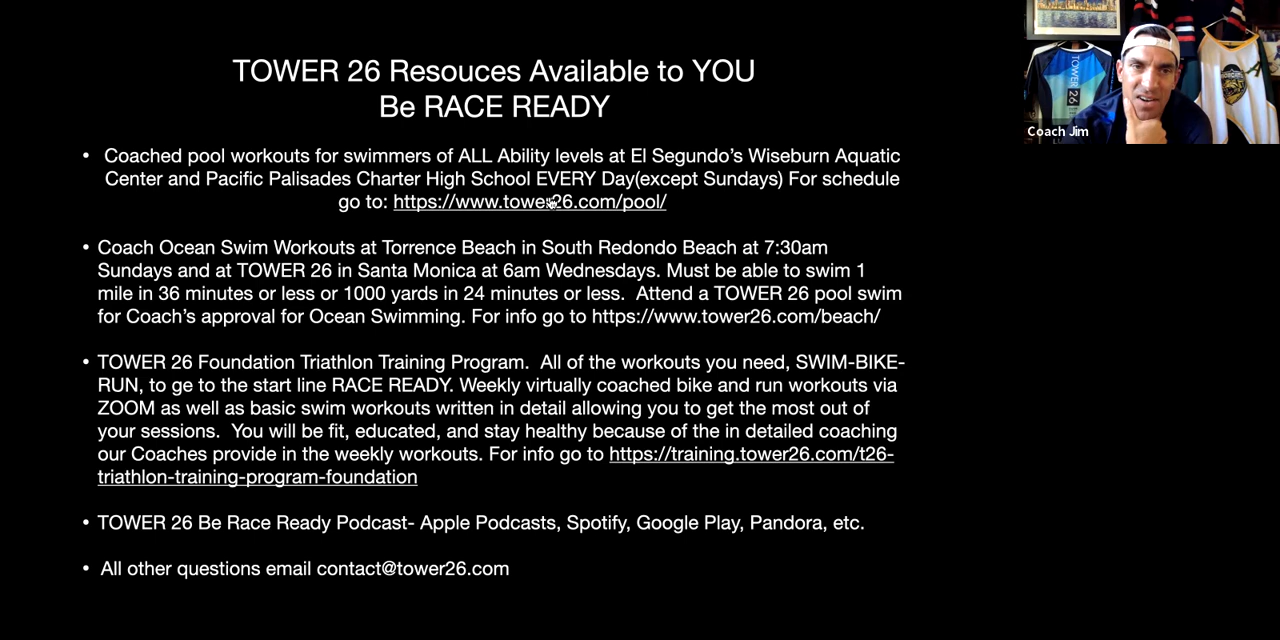 TOWER 26 Resouces Available to YOU
Be RACE READY
• Coached pool workouts for swimmers of ALL Ability levels at El Segundo's Wiseburn Aquatic
Center and Pacific Palisades Charter High School EVERY Day(except Sundays) For schedule
go to: https://www.tower26.com/pool/
• Coach Ocean Swim Workouts at Torrence Beach in South Redondo Beach at 7:30am
Sundays and at TOWER 26 in Santa Monica at 6am Wednesdays. Must be able to swim 1
mile in 36 minutes or less or 1000 yards in 24 minutes or less.  Attend a TOWER 26 pool swim
for Coach's approval for Ocean Swimming. For info go to https://www.tower26.com/beach/
• TOWER 26 Foundation Triathlon Training Program.  All of the workouts you need, SWIM-BIKE-
RUN, to ge to the start line RACE READY. Weekly virtually coached bike and run workouts via
ZOOM as well as basic swim workouts written in detail allowing you to get the most out of
your sessions.  You will be fit, educated, and stay healthy because of the in detailed coaching
our Coaches provide in the weekly workouts. For info go to https://training.tower26.com/t26-
triathlon-training-program-foundation
• TOWER 26 Be Race Ready Podcast- Apple Podcasts, Spotify, Google Play, Pandora, etc.
• All other questions email contact@tower26.com
TOWER 26
Coach Jim